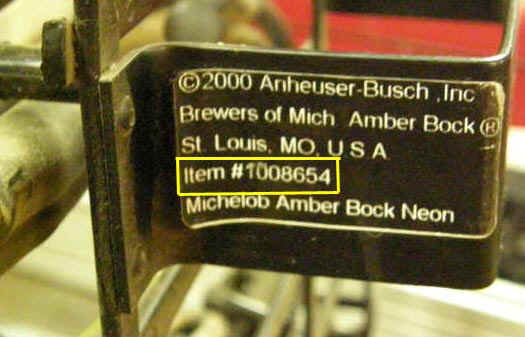 ©2000 Anheuser-Busch ,Inc
Brewers of Mich Amber Bock ®
St. Louis, MO, U S A
Item #1008654
Michelob Amber Bock Neon